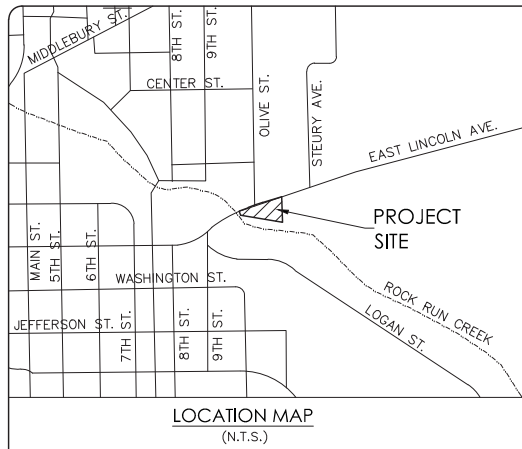 MIDDLEBURY ST.
8TH ST.
9TH ST.
CENTER ST.
OLIVE ST.
STEURY AVE.
EAST LINCOLN AVE.
PROJECT
SITE
MAIN ST.
5TH ST.
6TH ST.
WASHINGTON ST.
ROCK RUN CREEK
JEFFERSON ST.
7TH ST.
8TH ST.
9TH ST.
LOGAN ST.
LOCATION MAP
(N.T.S.)